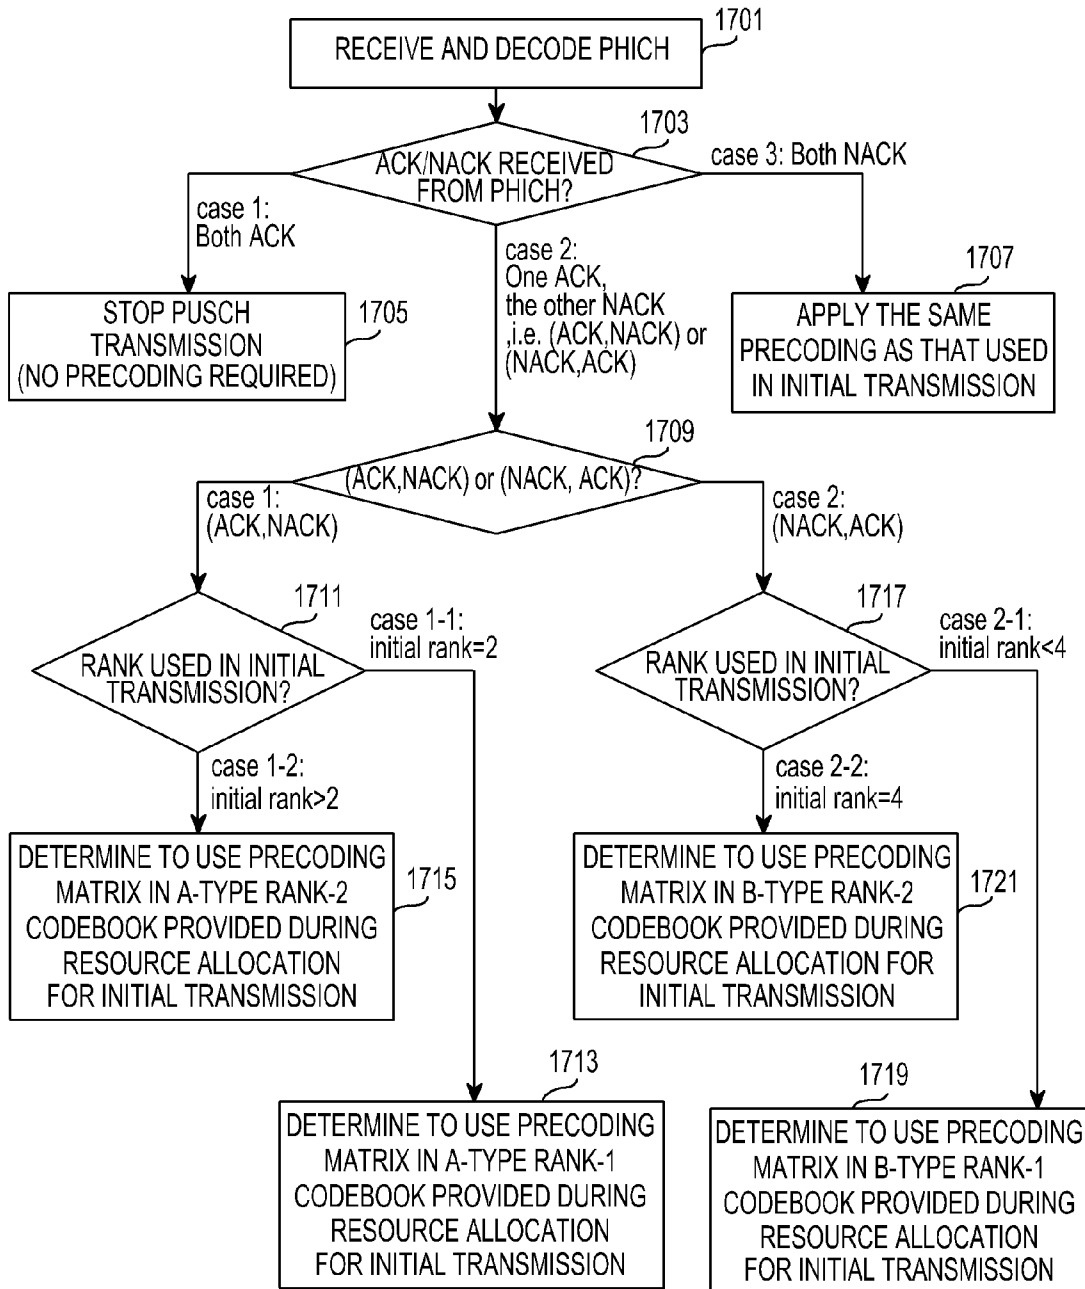 1701
RECEIVE AND DECODE PHICH
1703
ACK/NACK RECEIVED
FROM PHICH?
case 3: Both NACK
case 1:
Both ACK
case 2:
One ACK,
the other NACK
,i.e. (ACK,NACK) or
(NACK,ACK)
STOP PUSCH
TRANSMISSION
(NO PRECODING REQUIRED)
1705
1707
APPLY THE SAME
PRECODING AS THAT USED
IN INITIAL TRANSMISSION
1709
(ACK,NACK) or (NACK, ACK)?
case 1:
(ACK,NACK)
case 2:
(NACK,ACK)
1711
RANK USED IN INITIAL
TRANSMISSION?
case 1-1:
initial rank=2
1717
RANK USED IN INITIAL
TRANSMISSION?
case 2-1:
initial rank<4
case 1-2:
initial rank>2
case 2-2:
initial rank=4
DETERMINE TO USE PRECODING
MATRIX IN A-TYPE RANK-2
CODEBOOK PROVIDED DURING
RESOURCE ALLOCATION
FOR INITIAL TRANSMISSION
1715
DETERMINE TO USE PRECODING
MATRIX IN B-TYPE RANK-2
CODEBOOK PROVIDED DURING
RESOURCE ALLOCATION FOR
INITIAL TRANSMISSION
1721
1713
DETERMINE TO USE PRECODING
MATRIX IN A-TYPE RANK-1
CODEBOOK PROVIDED DURING
RESOURCE ALLOCATION
FOR INITIAL TRANSMISSION
1719
DETERMINE TO USE PRECODING
MATRIX IN B-TYPE RANK-1
CODEBOOK PROVIDED DURING
RESOURCE ALLOCATION
FOR INITIAL TRANSMISSION